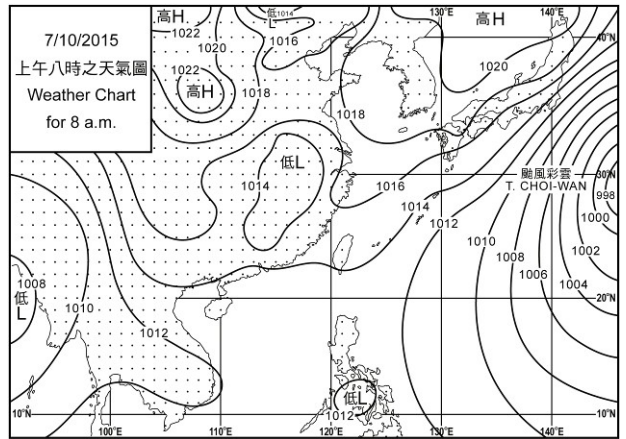 7/10/2015
上午八時之天氣圖
Weather Chart
for 8 a.m.
高H
1022
1020
1022
高H
1018
低1014
L
1016
130°E
高H
140°E
40°N
1020
1018
低L
1014
1016
1014
1012
颱風彩雲
T. CHOI-WAN
30°N
998
1000
1010
1008
1006
1002
1004
1008
低
L
1010
1012
20°N
低L
1012
10°N
100°E
110°E
120°E
130°E
140°E
10°N